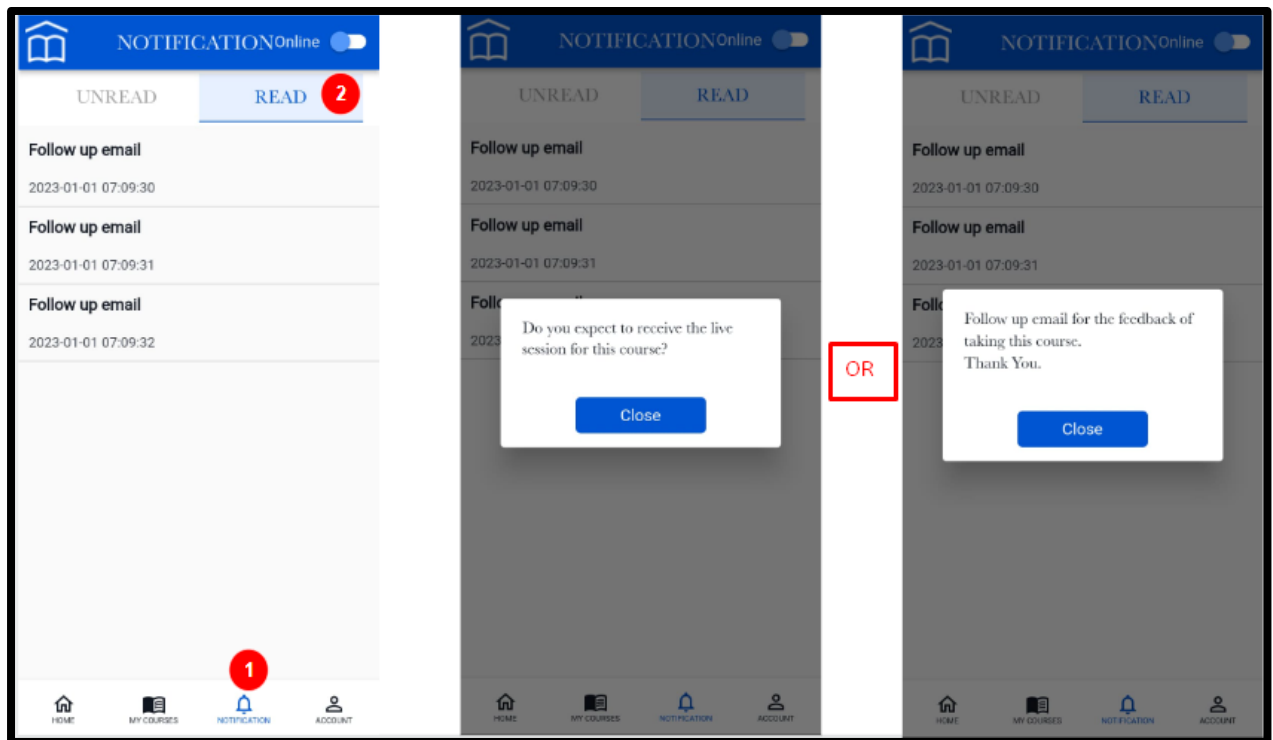 NOTIFICATION Online
UNREAD READ 2
Follow up email
2023-01-01 07:09:30
Follow up email
2023-01-01 07:09:31
Follow up email
2023-01-01 07:09:32
1
HOME MY COURSES NOTIFICATION ACCOUNT
NOTIFICATION Online
UNREAD READ
Follow up email
2023-01-01 07:09:30
Follow up email
2023-01-01 07:09:31
Do you expect to receive the live
session for this course?
Close
HOME MY COURSES NOTIFICATION ACCOUNT
OR
NOTIFICATION Online
UNREAD READ
Follow up email
2023-01-01 07:09:30
Follow up email
2023-01-01 07:09:31
2023
Follow up email for the feedback of
taking this course.
Thank You.
Close
HOME MY COURSES NOTIFICATION ACCOUNT